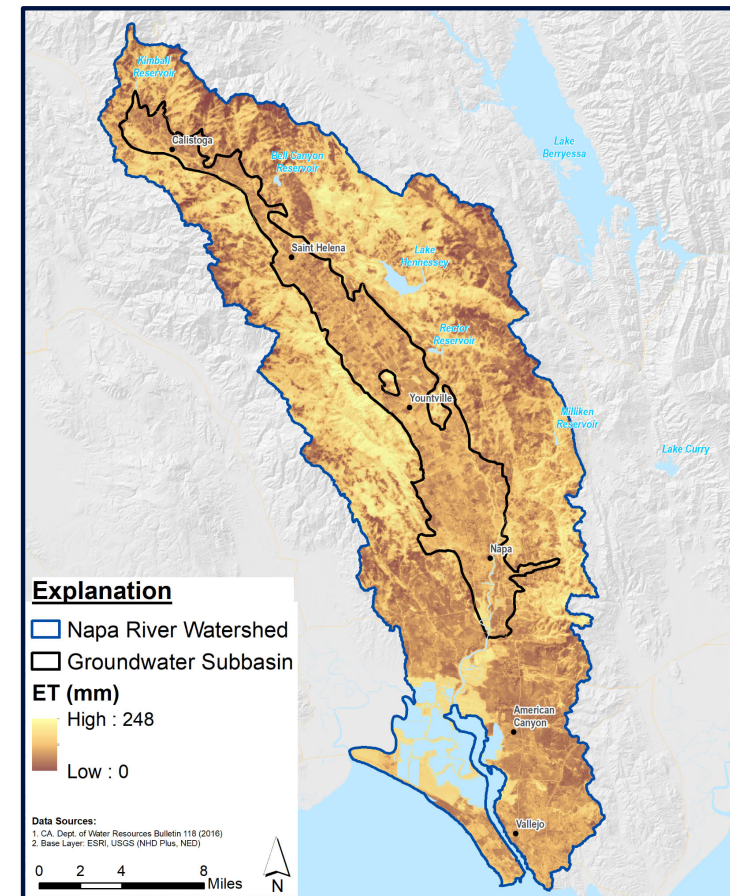 Kimball
Reservoir
Calistoga
Bell Canyon
Reservoir
Lake
Berryessa
Saint Helena
Lake
Hennessey
Rector
Reservoir
Yountville
Milliken
Reservoir
Lake Curry
Napa
American
Canyon
Vallejo
Explanation
Napa River Watershed
Groundwater Subbasin
ET (mm)
High : 248
Low : 0
Data Sources:
1. CA. Dept. of Water Resources Bulletin 118 (2016)
2. Base Layer: ESRI, USGS (NHD Plus, NED)
0 2 4 8
Miles
N